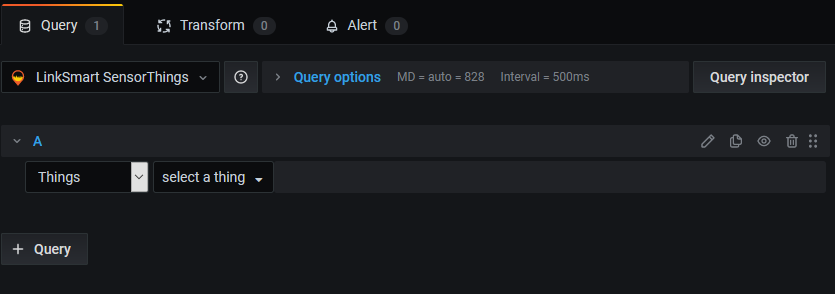 Query 1 Transform 0 Alert 0
LinkSmart SensorThings Query options MD = auto = 828 Interval = 500ms Query inspector
A
Things select a thing
+ Query